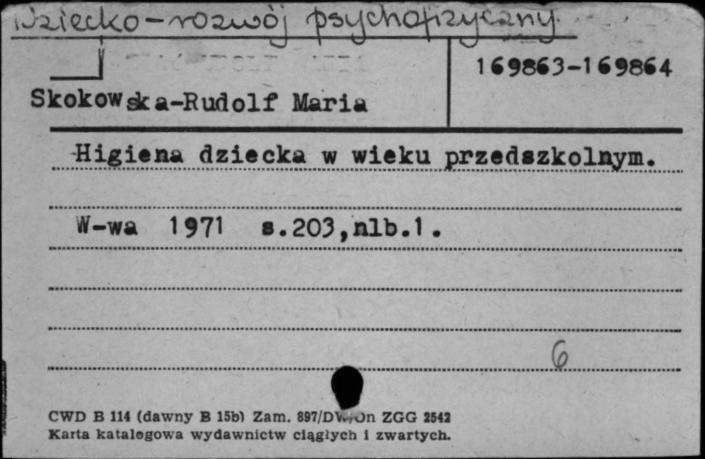 Dziecko-rozwój psychofizyczny
169863-169864
Skokowska-Rudolf Maria
Higiena dziecka w wieku przedszkolnym.
W-wa 1971 s.203,nlb.1.
6
CWD B 114 (dawny B 15b) Zam. 897/DW/On ZGG 2542
Karta katalogowa wydawnictw ciągłych i zwartych.